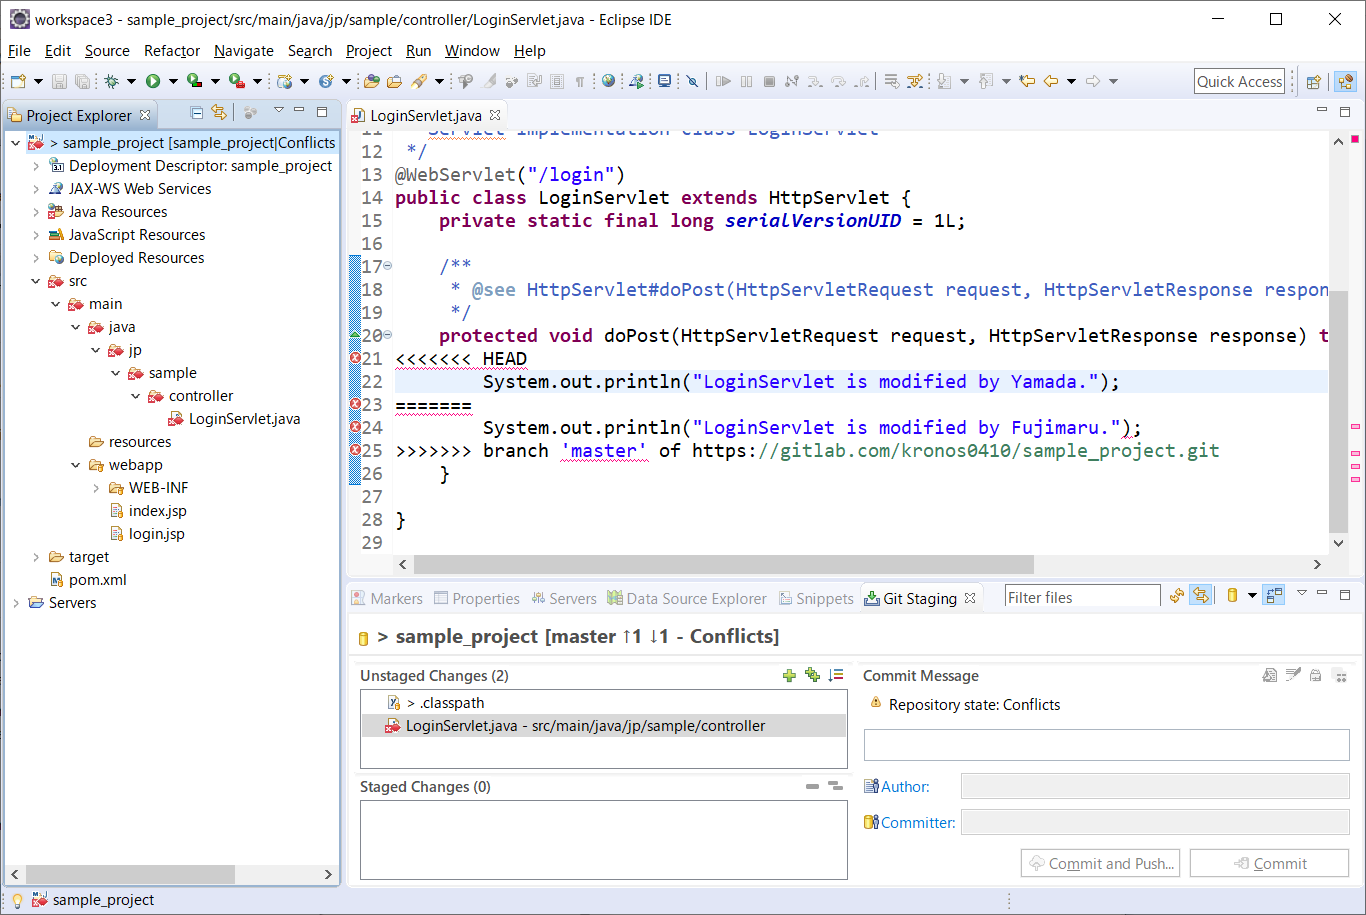 workspace3 - sample_project/src/main/java/jp/sample/controller/LoginServlet.java - Eclipse IDE
File Edit Source Refactor Navigate Search Project Run Window Help
Quick Access
Project Explorer
> sample_project [sample_project|Conflicts
Deployment Descriptor: sample_project
JAX-WS Web Services
Java Resources
JavaScript Resources
Deployed Resources
src
main
java
jp
sample
controller
LoginServlet.java
resources
webapp
WEB-INF
index.jsp
login.jsp
target
pom.xml
Servers
LoginServlet.java
11 Servlet implementation class LoginServlet
12 */
13 @WebServlet("/login")
14 public class LoginServlet extends HttpServlet {
15 private static final long serialVersionUID = 1L;
16
17 /**
18 * @see HttpServlet#doPost(HttpServletRequest request, HttpServletResponse respon
19 */
20 protected void doPost(HttpServletRequest request, HttpServletResponse response) t
21 <<<<<<< HEAD
22 System.out.println("LoginServlet is modified by Yamada.");
23 =======
24 System.out.println("LoginServlet is modified by Fujimaru.");
25 >>>>>>> branch 'master' of https://gitlab.com/kronos0410/sample_project.git
26 }
27
28 }
29
Markers Properties Servers Data Source Explorer Snippets Git Staging Filter files
> sample_project [master ↑1 ↓1 - Conflicts]
Unstaged Changes (2)
> .classpath
LoginServlet.java - src/main/java/jp/sample/controller
Staged Changes (0)
Commit Message
Repository state: Conflicts
Author:
Committer:
Commit and Push... Commit
sample_project